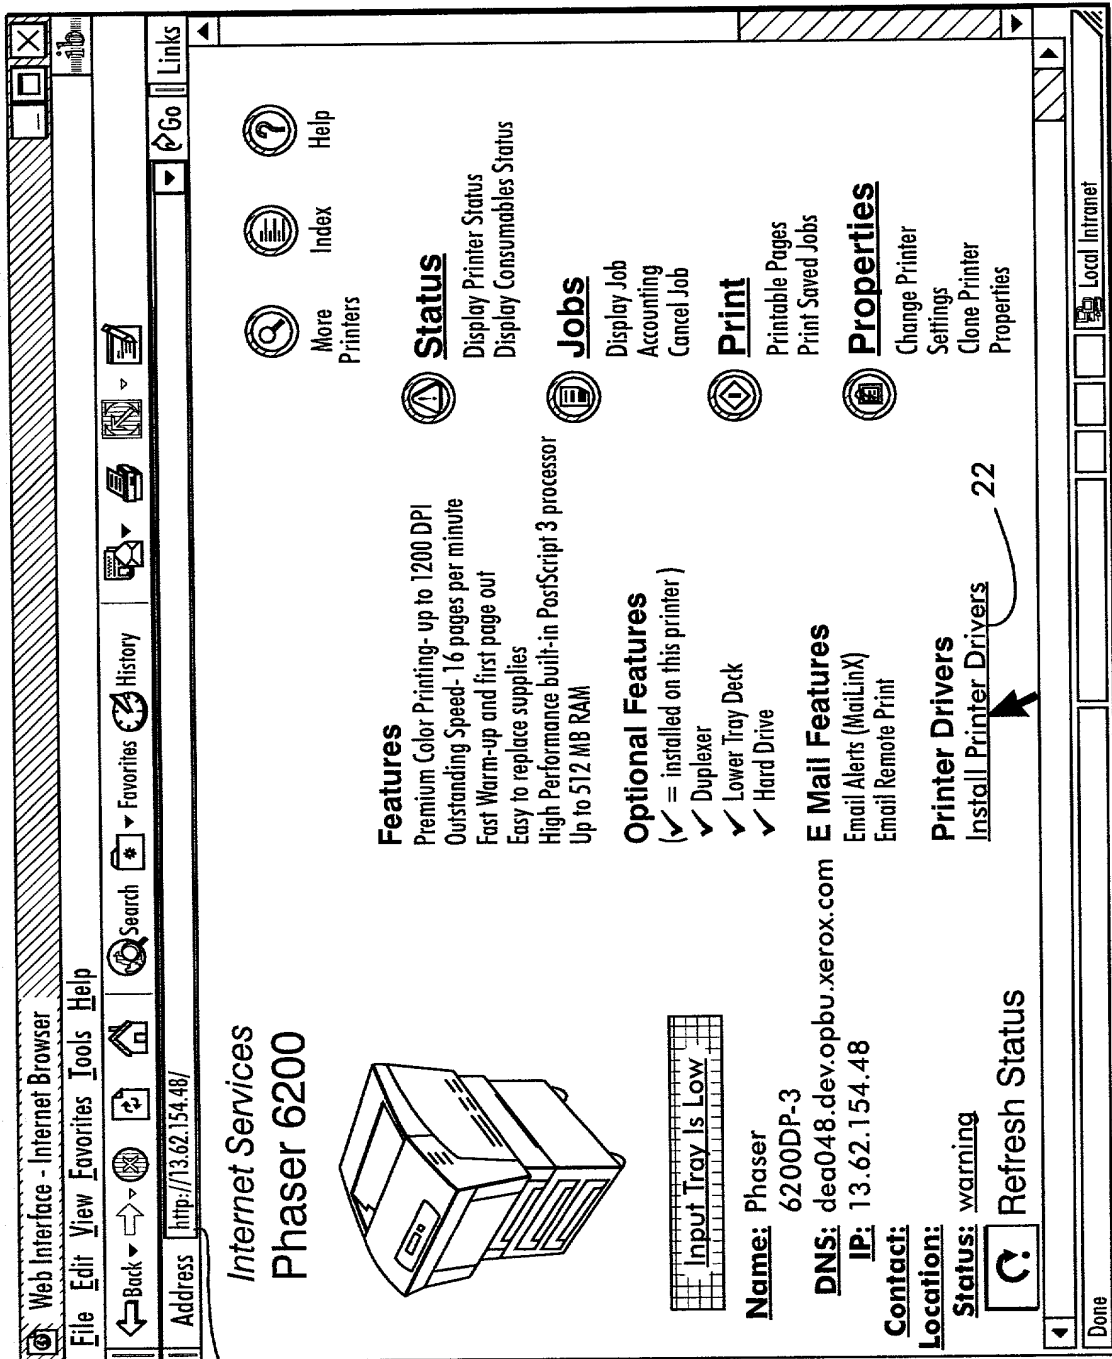 Web Interface - Internet Browser
File Edit View Favorites Tools Help
Back Search Favorites History
Address http://13.62.154.48/ Go Links
Internet Services
Phaser 6200
More Printers
Index
Help
Features
Premium Color Printing- up to 1200 DPI
Outstanding Speed- 16 pages per minute
Fast Warm-up and first page out
Easy to replace supplies
High Performance built-in PostScript 3 processor
Up to 512 MB RAM
Optional Features
(✓ = installed on this printer )
✓ Duplexer
✓ Lower Tray Deck
✓ Hard Drive
E Mail Features
Email Alerts (MaiLinX)
Email Remote Print
Printer Drivers
Install Printer Drivers
22
Status
Display Printer Status
Display Consumables Status
Jobs
Display Job
Accounting
Cancel Job
Print
Printable Pages
Print Saved Jobs
Properties
Change Printer
Settings
Clone Printer
Properties
Input Tray Is Low
Name: Phaser
6200DP-3
DNS: dea048.dev.opbu.xerox.com
IP: 13.62.154.48
Contact:
Location:
Status: warning
Refresh Status
Done
Local Intranet